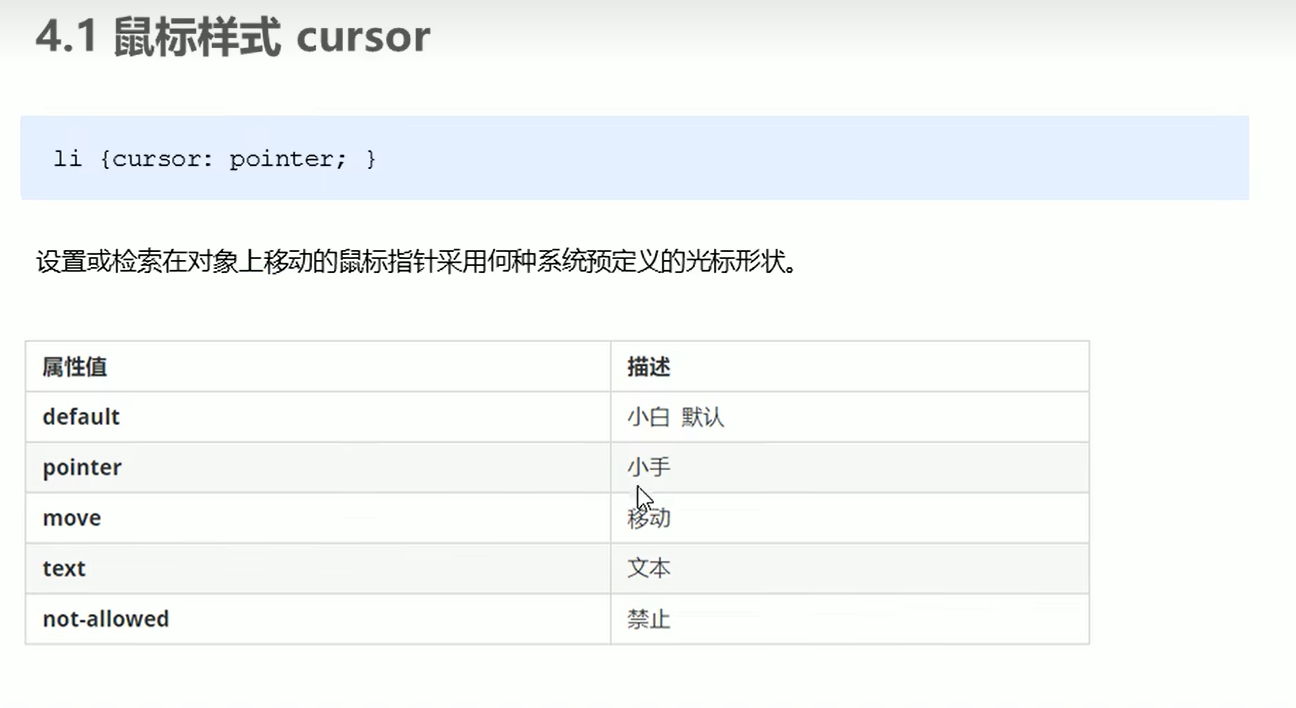 4.1 鼠标样式 cursor
li {cursor: pointer; }
设置或检索在对象上移动的鼠标指针采用何种系统预定义的光标形状。
属性值 描述
default 小白 默认
pointer 小手
move 移动
text 文本
not-allowed 禁止